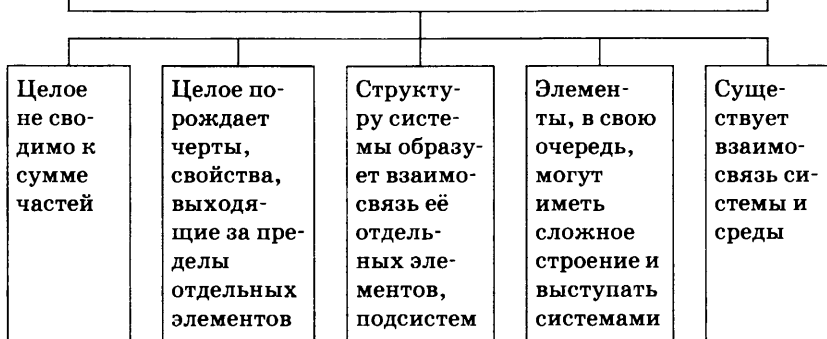 Целое
не сво-
димо к
сумме
частей
Целое по-
рождает
черты,
свойства,
выходя-
щие за пре-
делы
отдельных
элементов
Структу-
ру систе-
мы образу-
ет взаимо-
связь её
отдель-
ных эле-
ментов,
подсистем
Элемен-
ты, в свою
очередь,
могут
иметь
сложное
строение и
выступать
системами
Суще-
ствует
взаимо-
связь си-
стемы и
среды